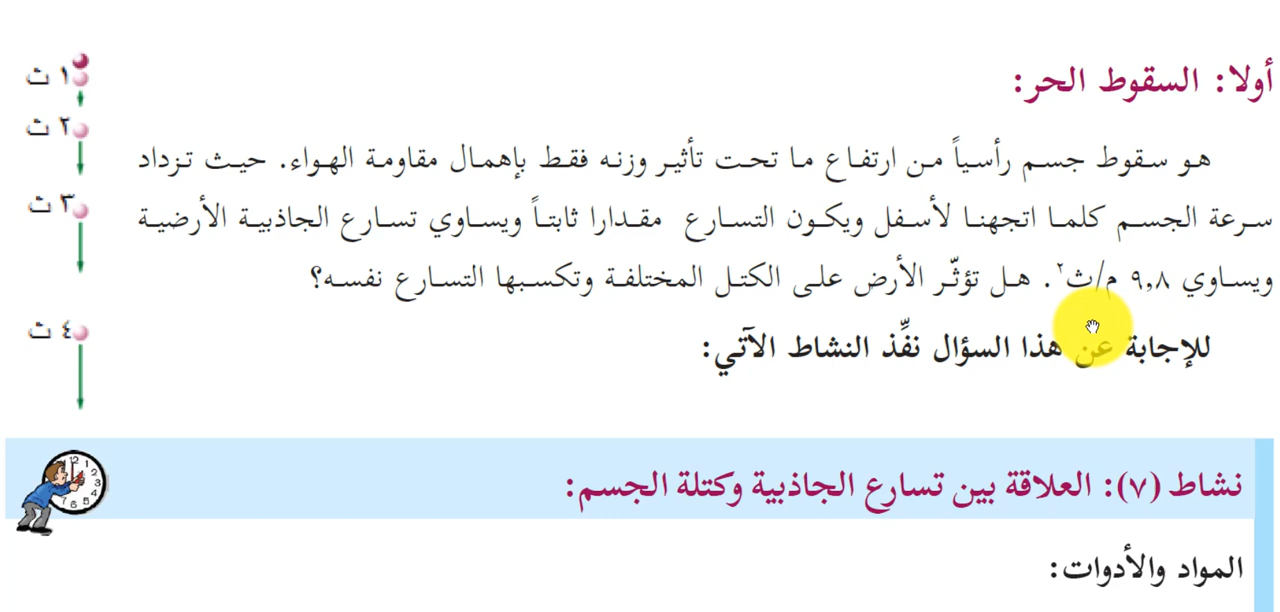 أولا: السقوط الحر:
هو سقوط جسم رأسياً من ارتفاع ما تحت تأثير وزنه فقط بإهمال مقاومة الهواء. حيث تزداد
سرعة الجسم كلما اتجهنا لأسفل ويكون التسارع مقدارا ثابتاً ويساوي تسارع الجاذبية الأرضية
ويساوي ٩,٨ م/ث٢. هل تؤثّر الأرض على الكتل المختلفة وتكسبها التسارع نفسه؟
للإجابة عن هذا السؤال نفِّذ النشاط الآتي:
١ ث
٢ ث
٣ ث
٤ ث
نشاط (٧): العلاقة بين تسارع الجاذبية وكتلة الجسم:
المواد والأدوات: